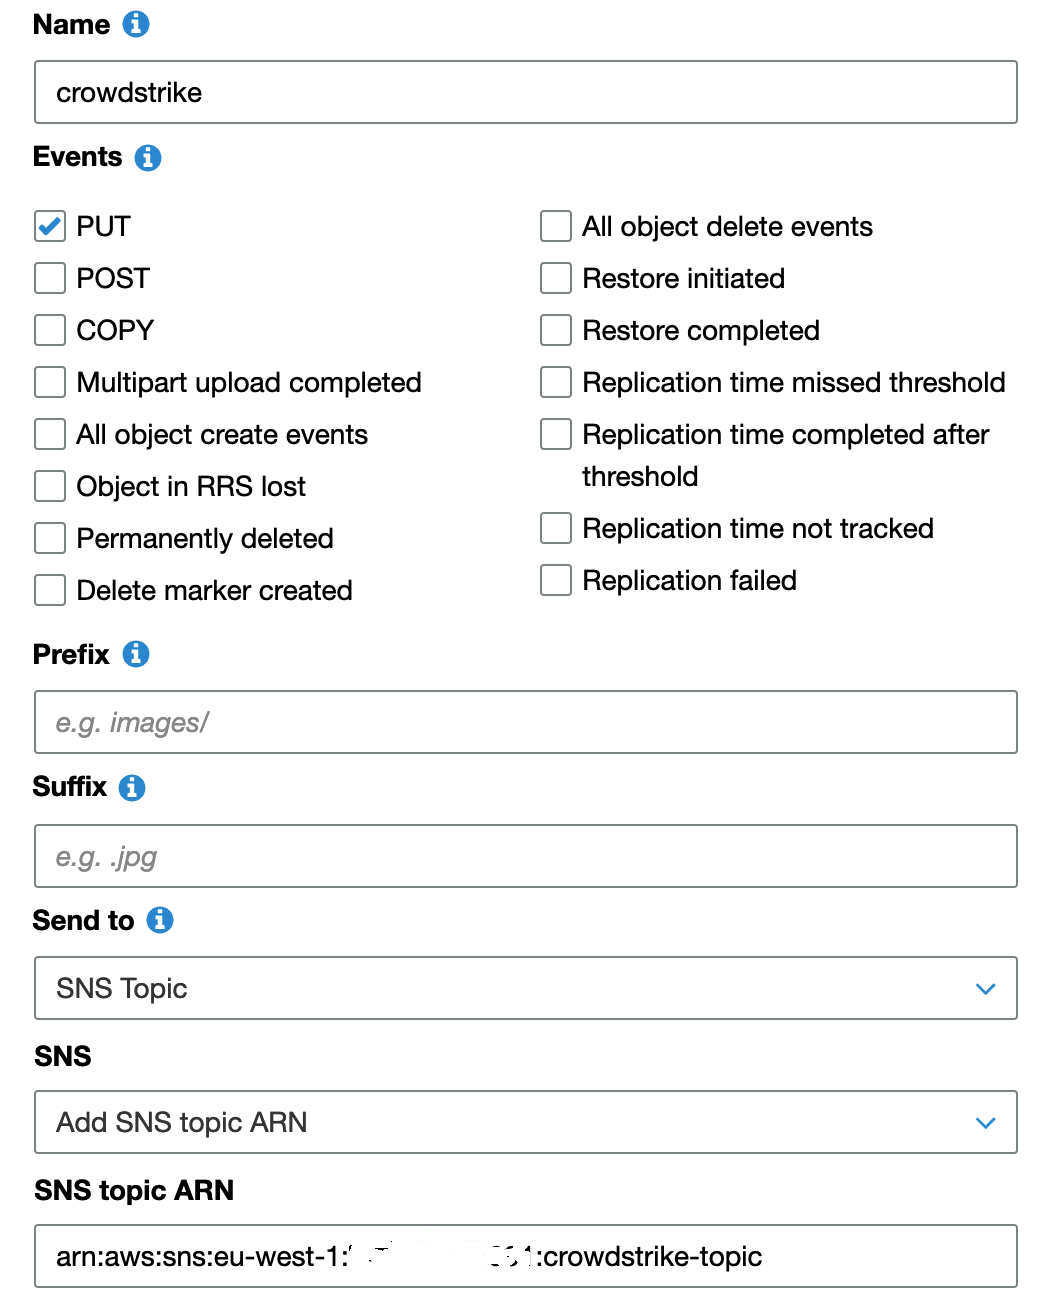 Name
crowdstrike
Events
PUT
POST
COPY
Multipart upload completed
All object create events
Object in RRS lost
Permanently deleted
Delete marker created
All object delete events
Restore initiated
Restore completed
Replication time missed threshold
Replication time completed after
threshold
Replication time not tracked
Replication failed
Prefix
e.g. images/
Suffix
e.g. .jpg
Send to
SNS Topic
SNS
Add SNS topic ARN
SNS topic ARN
arn:aws:sns:eu-west-1: :crowdstrike-topic